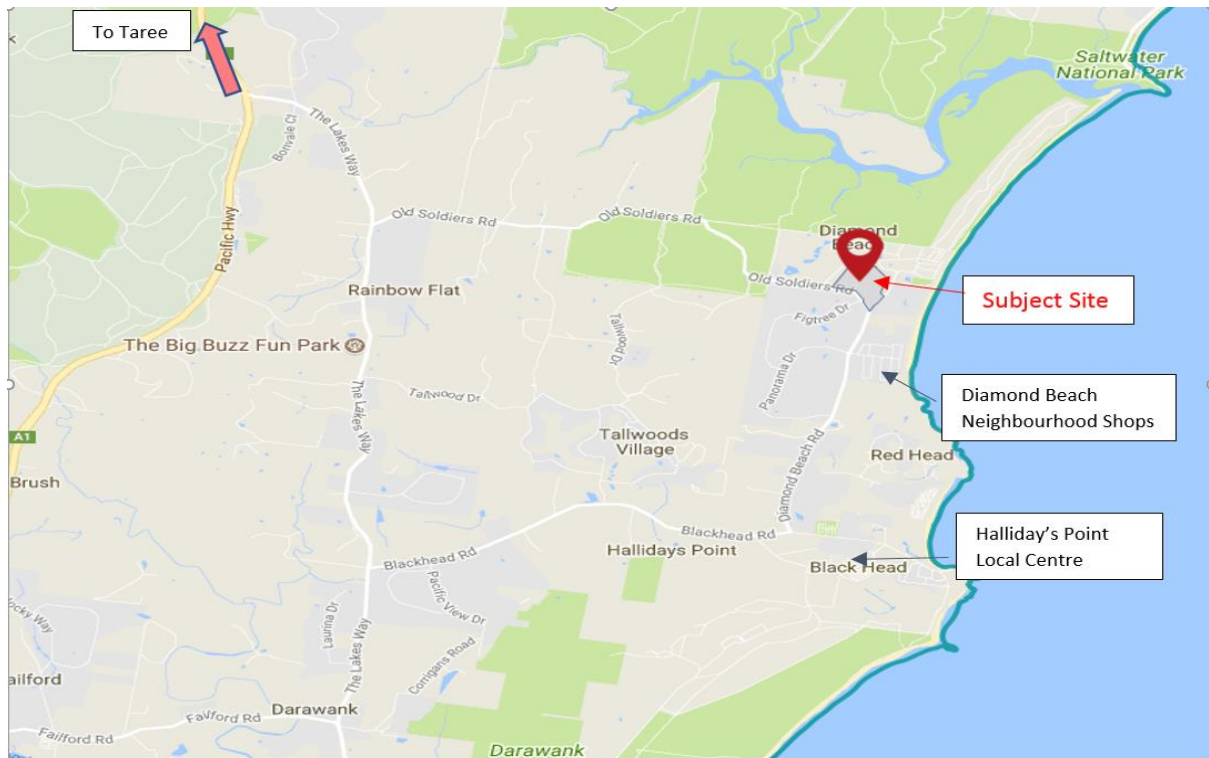 To Taree
Saltwater
National Park
The Lakes Way
Bonvale Ct
Pacific Hwy
Old Soldiers Rd
Old Soldiers Rd
Diamond
Beach
Old Soldiers Rd
Subject Site
Rainbow Flat
Figtree Dr
Tallwood Dr
The Big Buzz Fun Park
Panorama Dr
The Lakes Way
Tallwood Dr
Diamond Beach
Neighbourhood Shops
A1
Tallwoods
Village
Diamond Beach Rd
Red Head
Brush
Blackhead Rd
Halliday's Point
Local Centre
Hallidays Point
Black Head
Blackhead Rd
Pacific View Dr
Launna Dr
Corrigans Road
The Lakes Way
ocky Way
ailford
Darawank
Failford Rd
Failford Rd
Darawank